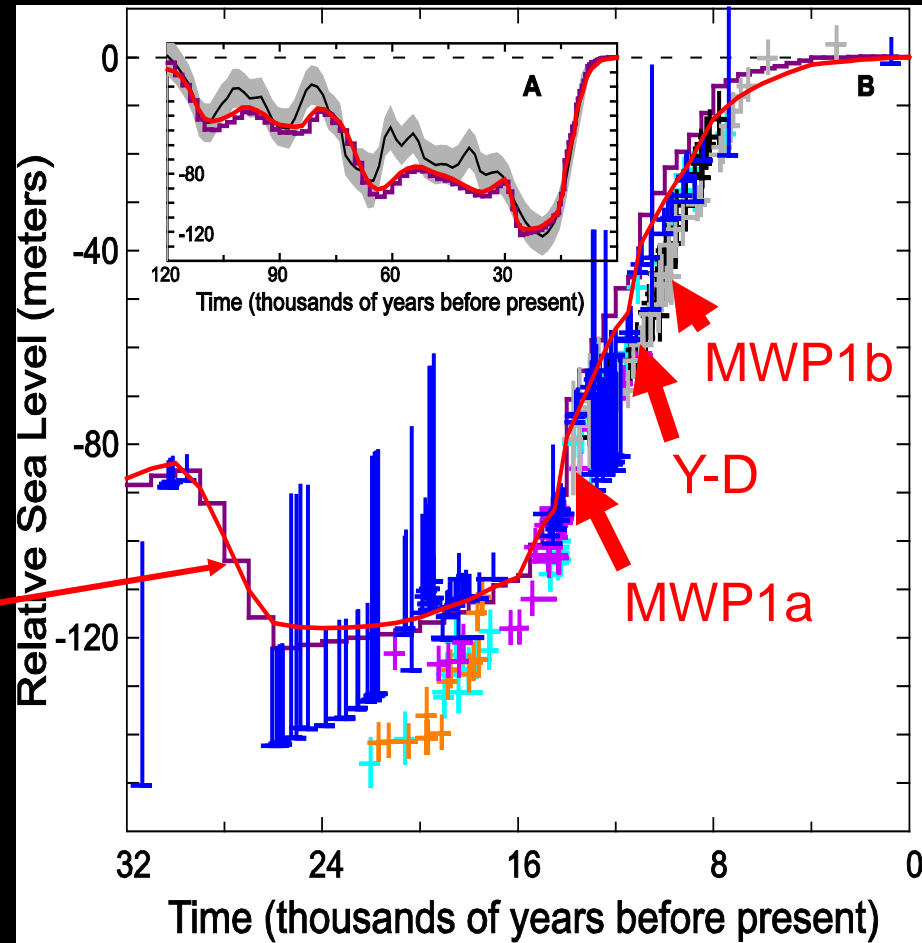 0
-40
-80
-120
Relative Sea Level (meters)
A
-80
-120
120
90
60
30
Time (thousands of years before present)
B
MWP1b
Y-D
MWP1a
32
24
16
8
0
Time (thousands of years before present)